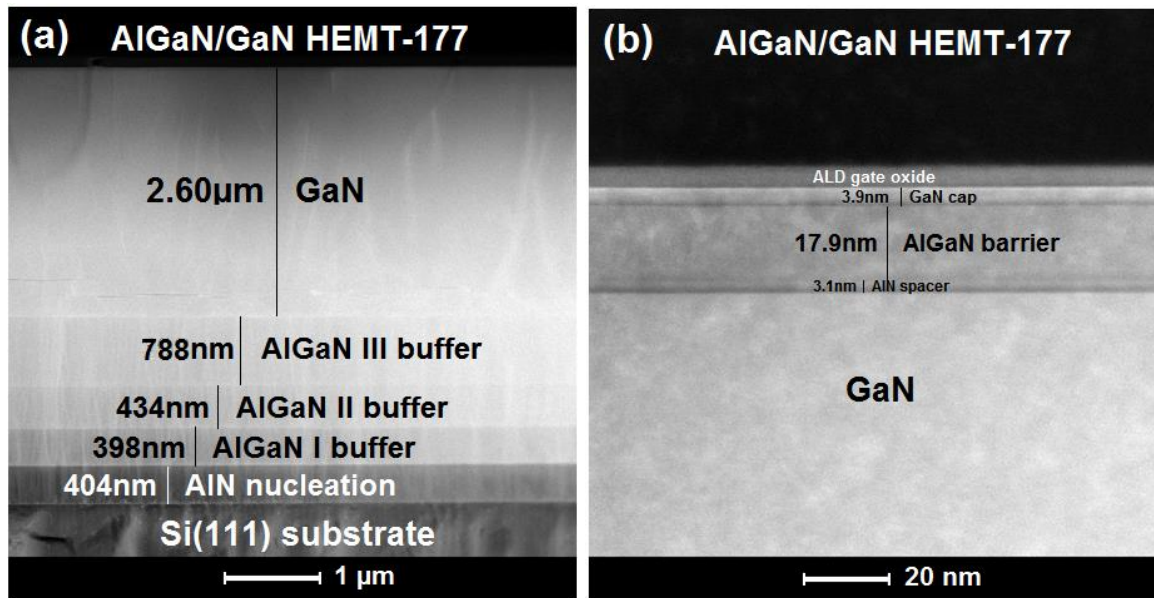 (a) AlGaN/GaN HEMT-177
2.60µm GaN
788nm AlGaN III buffer
434nm AlGaN II buffer
398nm AlGaN I buffer
404nm AlN nucleation
Si(111) substrate
1 µm
(b) AlGaN/GaN HEMT-177
ALD gate oxide
3.9nm GaN cap
17.9nm AlGaN barrier
3.1nm AlN spacer
GaN
20 nm